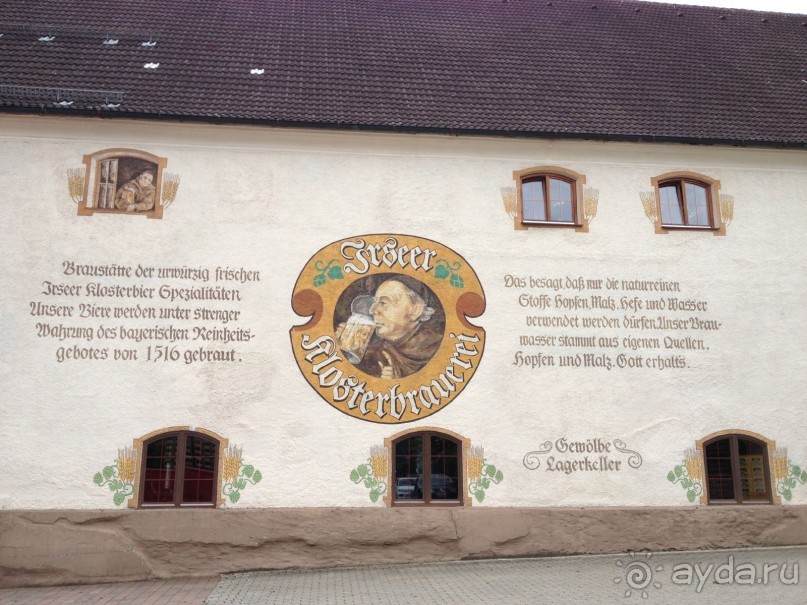 Braustätte der urwürzig frischen
Irseer Klosterbier Spezialitäten
Unsere Biere werden unter strenger
Wahrung des bayerischen Reinheits-
gebotes von 1516 gebraut.
Irseer
Klosterbrauerei
Das besagt, daß nur die naturreinen
Stoffe Hopfen, Malz, Hefe und Wasser
verwendet werden dürfen. Unser Brau-
wasser stammt aus eigenen Quellen.
Hopfen und Malz, Gott erhalts.
Gewölbe
Lagerkeller
ayda.ru